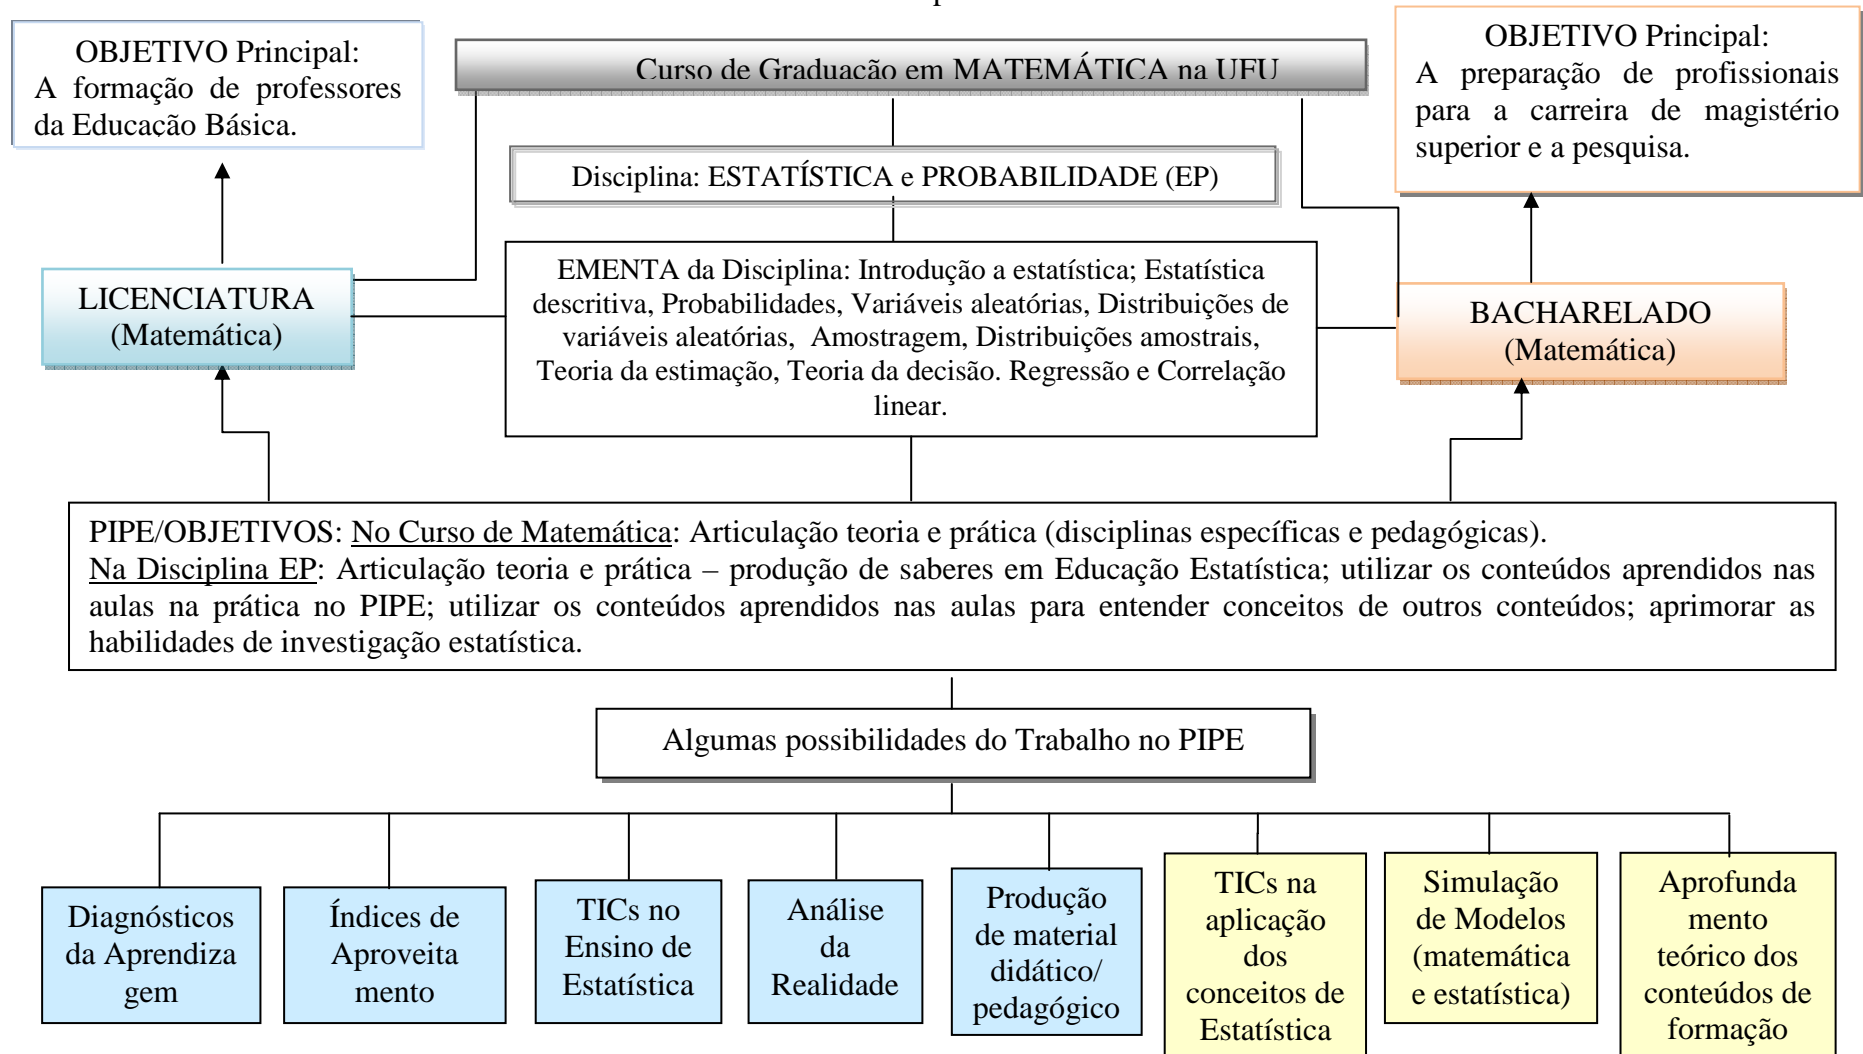 OBJETIVO Principal:
A formação de professores
da Educação Básica.
Curso de Graduação em MATEMÁTICA na UFU
OBJETIVO Principal:
A preparação de profissionais
para a carreira de magistério
superior e a pesquisa.
Disciplina: ESTATÍSTICA e PROBABILIDADE (EP)
LICENCIATURA
(Matemática)
EMENTA da Disciplina: Introdução a estatística; Estatística
descritiva, Probabilidades, Variáveis aleatórias, Distribuições de
variáveis aleatórias, Amostragem, Distribuições amostrais,
Teoria da estimação, Teoria da decisão. Regressão e Correlação
linear.
BACHARELADO
(Matemática)
PIPE/OBJETIVOS: No Curso de Matemática: Articulação teoria e prática (disciplinas específicas e pedagógicas).
Na Disciplina EP: Articulação teoria e prática – produção de saberes em Educação Estatística; utilizar os conteúdos aprendidos nas
aulas na prática no PIPE; utilizar os conteúdos aprendidos nas aulas para entender conceitos de outros conteúdos; aprimorar as
habilidades de investigação estatística.
Algumas possibilidades do Trabalho no PIPE
Diagnósticos
da Aprendiza
gem
Índices de
Aproveita
mento
TICs no
Ensino de
Estatística
Análise
da
Realidade
Produção
de material
didático/
pedagógico
TICs na
aplicação
dos
conceitos de
Estatística
Simulação
de Modelos
(matemática
e estatística)
Aprofunda
mento
teórico dos
conteúdos de
formação